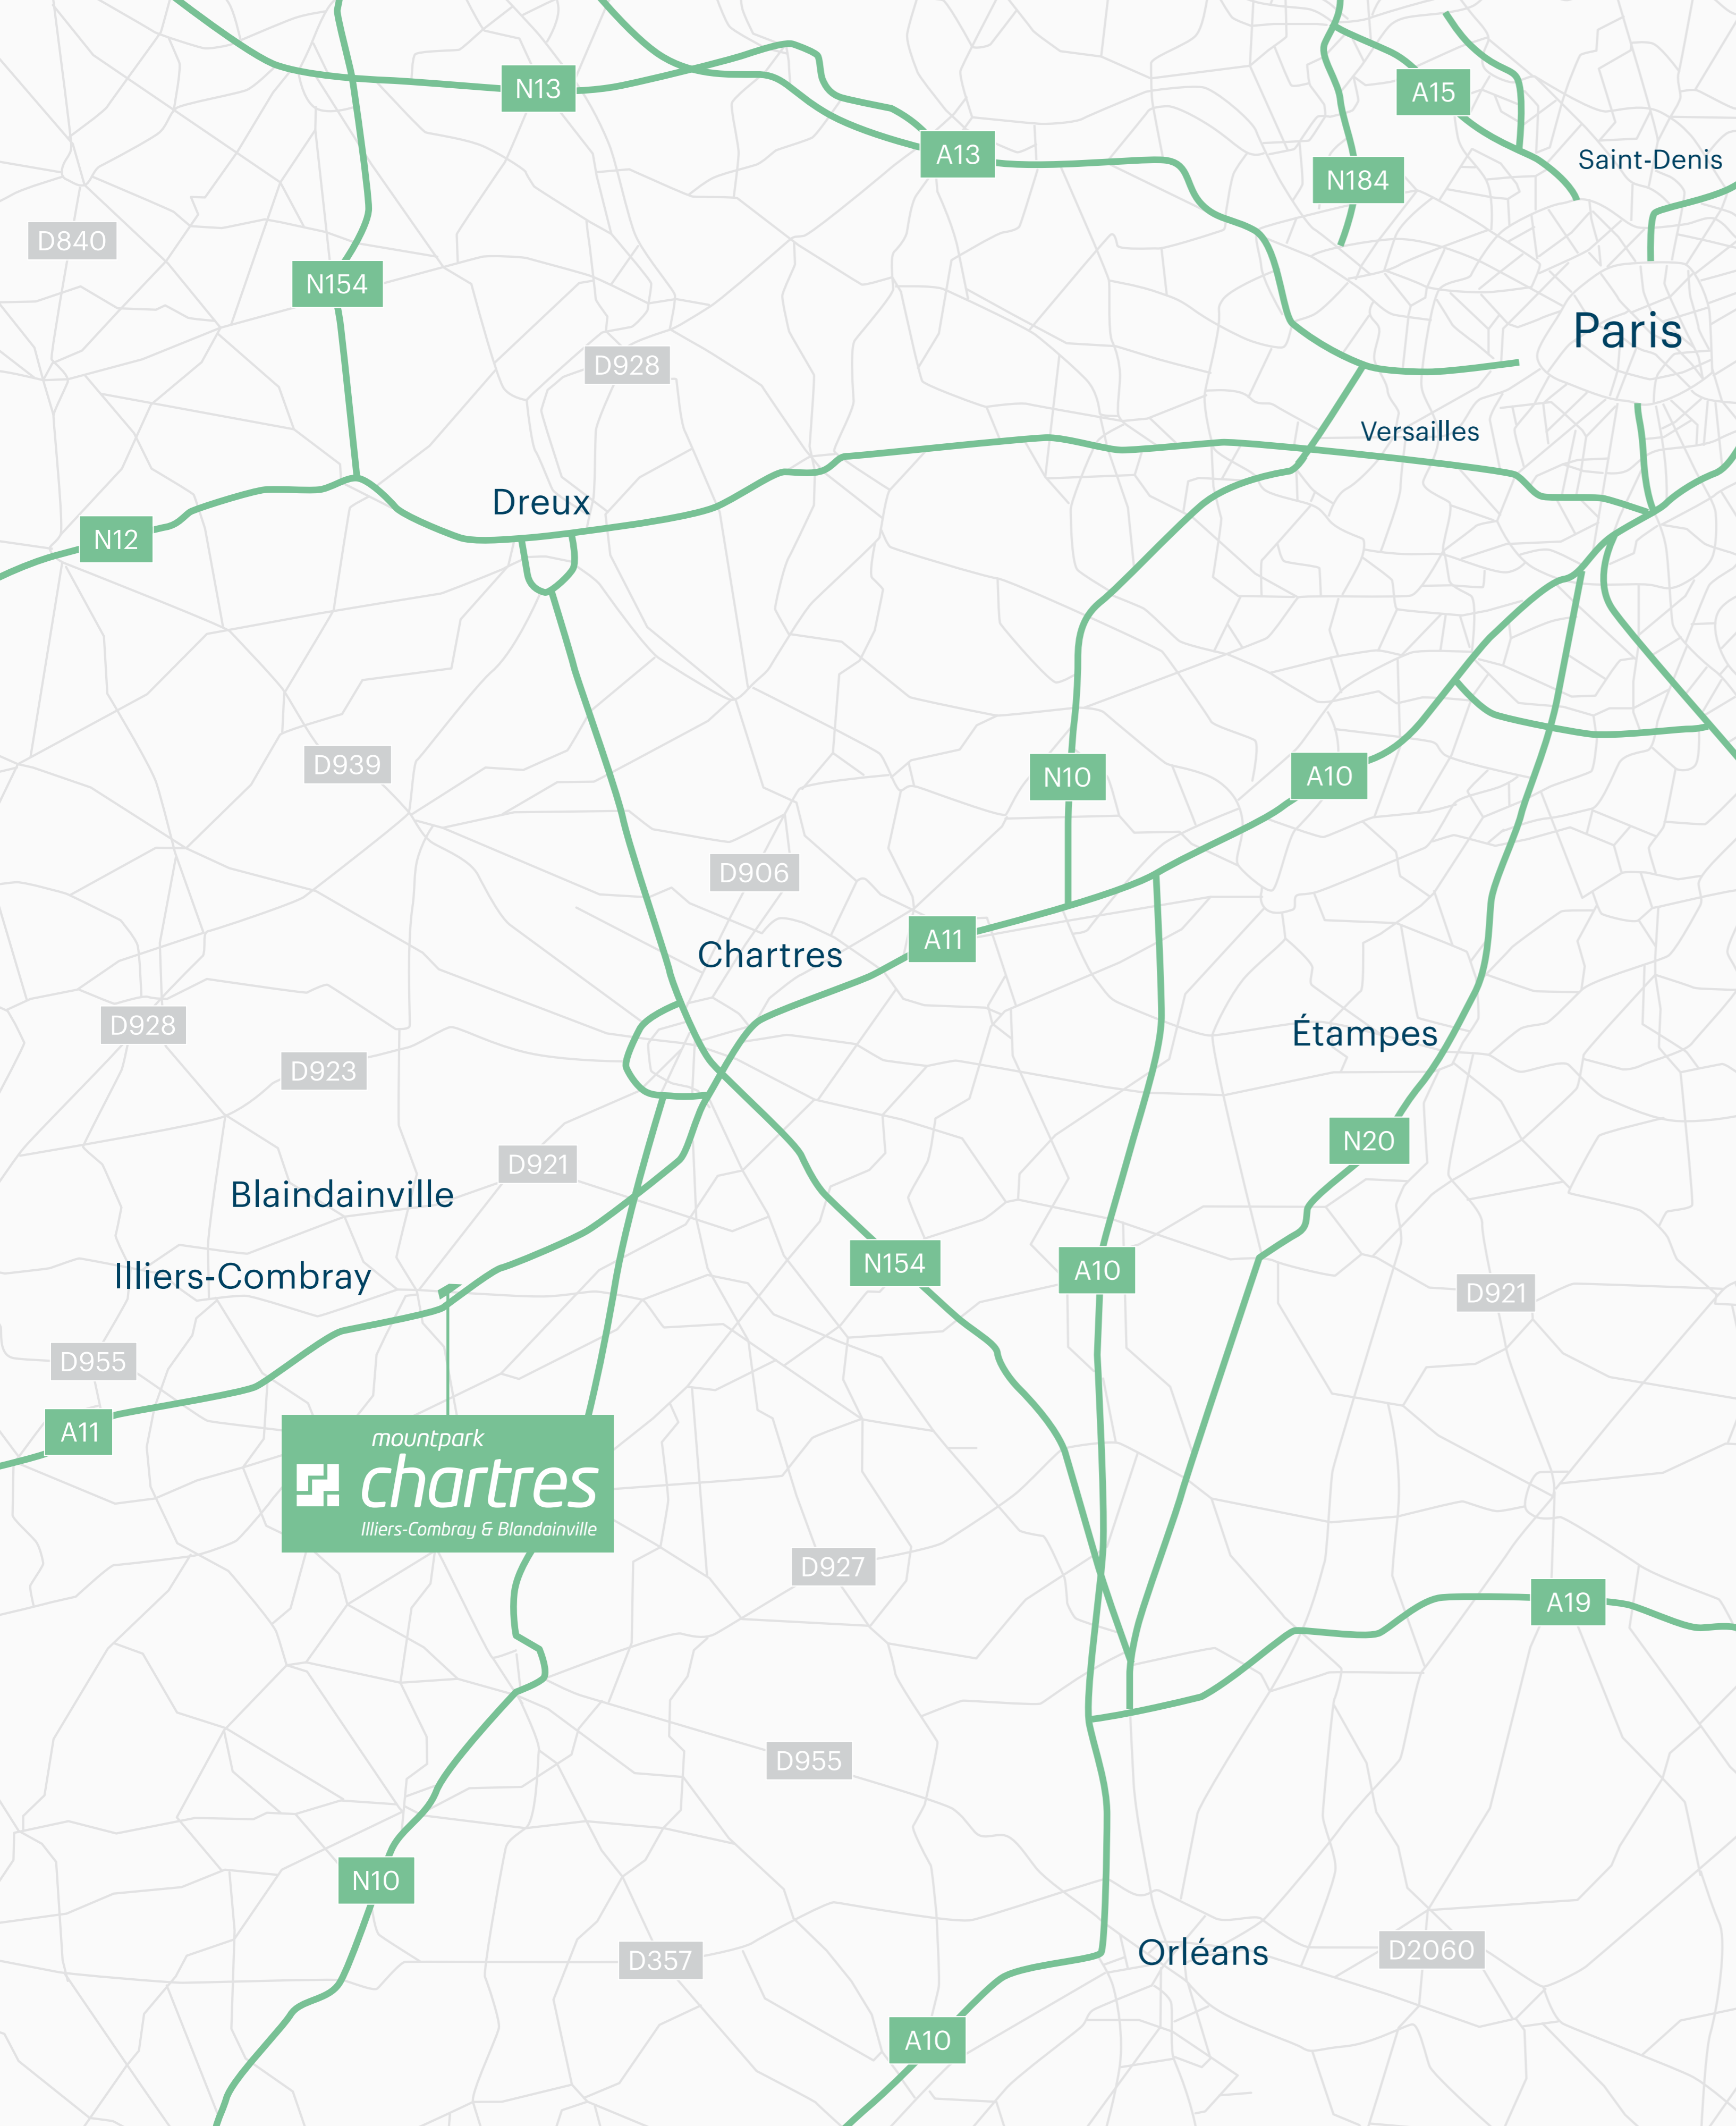 N13
A15
A13
Saint-Denis
N184
D840
N154
Paris
D928
Versailles
Dreux
N12
D939
N10
A10
D906
A11
Chartres
D928
Étampes
D923
N20
D921
Blaindainville
N154
A10
Illiers-Combray
D921
D955
A11
mountpark
chartres
Illiers-Combray & Blandainville
D927
A19
D955
N10
D357
Orléans
D2060
A10